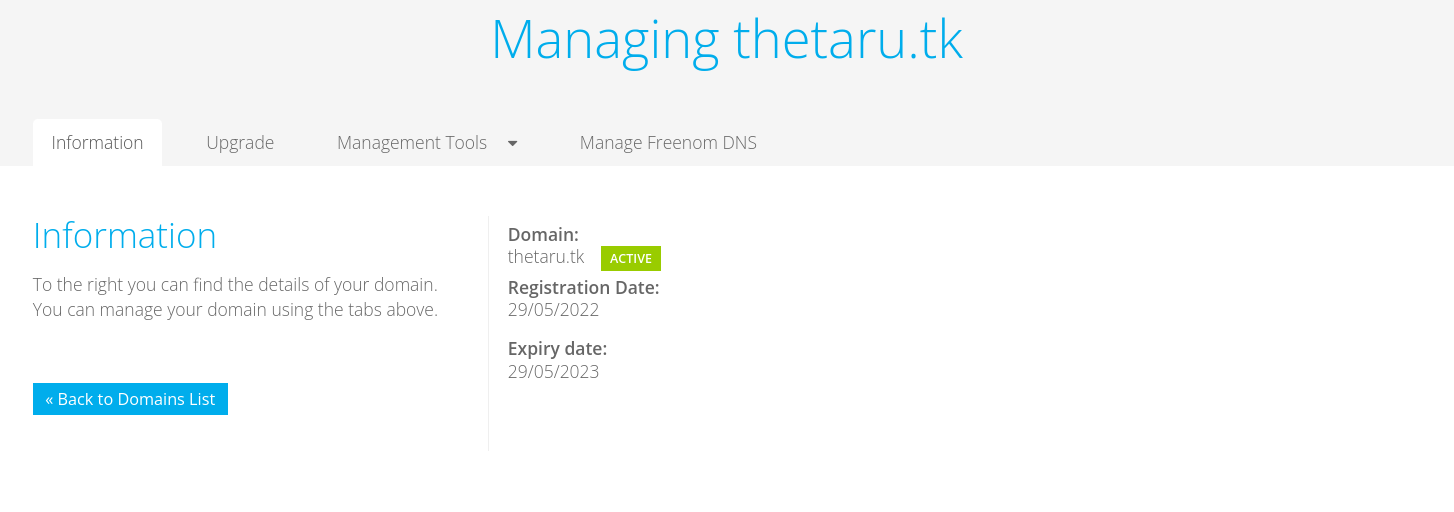 Managing thetaru.tk
Information
Upgrade
Management Tools
Manage Freenom DNS
Information
To the right you can find the details of your domain.
You can manage your domain using the tabs above.
« Back to Domains List
Domain:
thetaru.tk ACTIVE
Registration Date:
29/05/2022
Expiry date:
29/05/2023